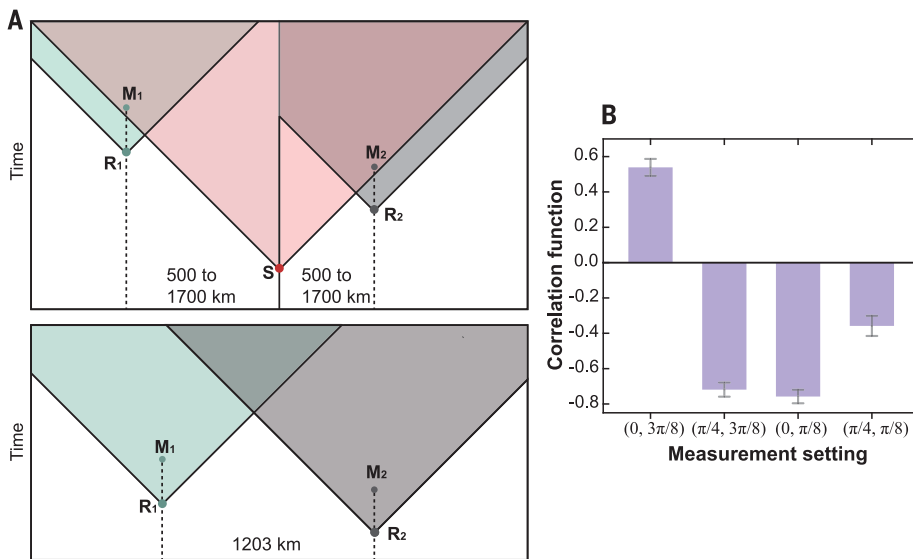 A
Time
M1
R1
M2
R2
S
500 to
1700 km
500 to
1700 km
Time
M1
R1
M2
R2
1203 km
B
Correlation function
0.6
0.4
0.2
0.0
-0.2
-0.4
-0.6
-0.8
(0, 3π/8) (π/4, 3π/8) (0, π/8) (π/4, π/8)
Measurement setting